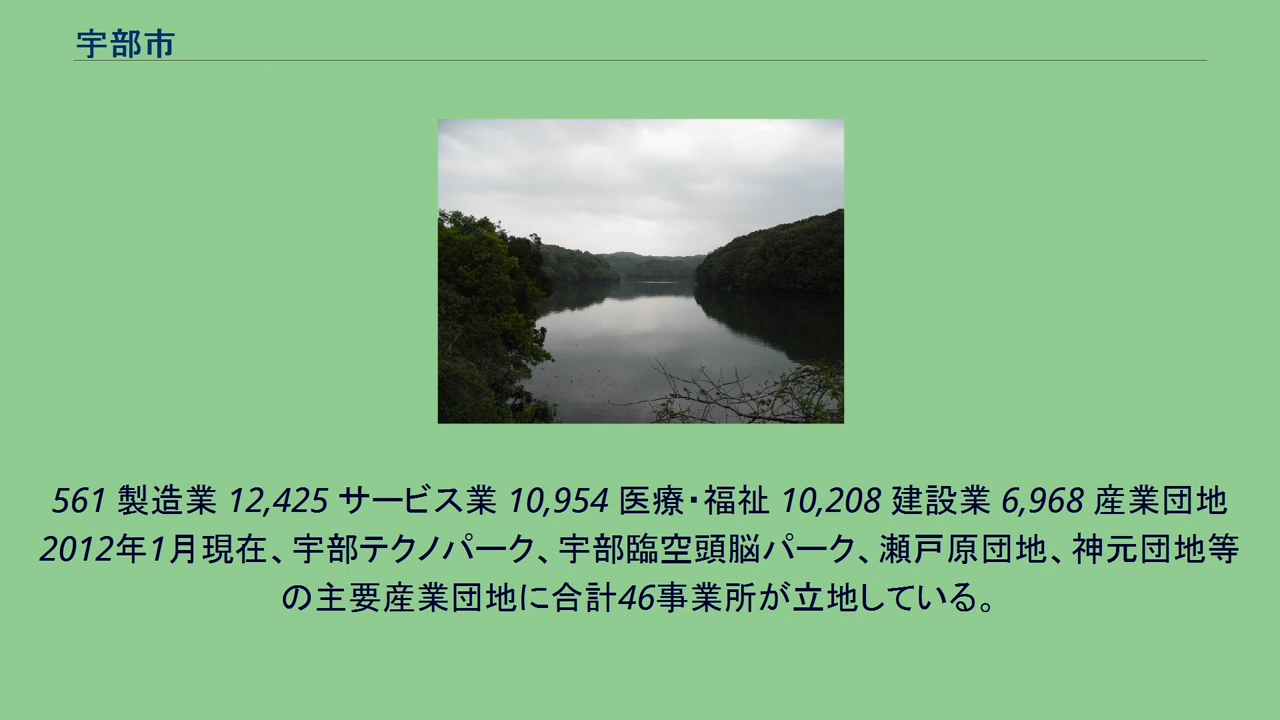 宇部市
561 製造業 12,425 サービス業 10,954 医療・福祉 10,208 建設業 6,968 産業団地
2012年1月現在、宇部テクノパーク、宇部臨空頭脳パーク、瀬戸原団地、神元団地等
の主要産業団地に合計46事業所が立地している。